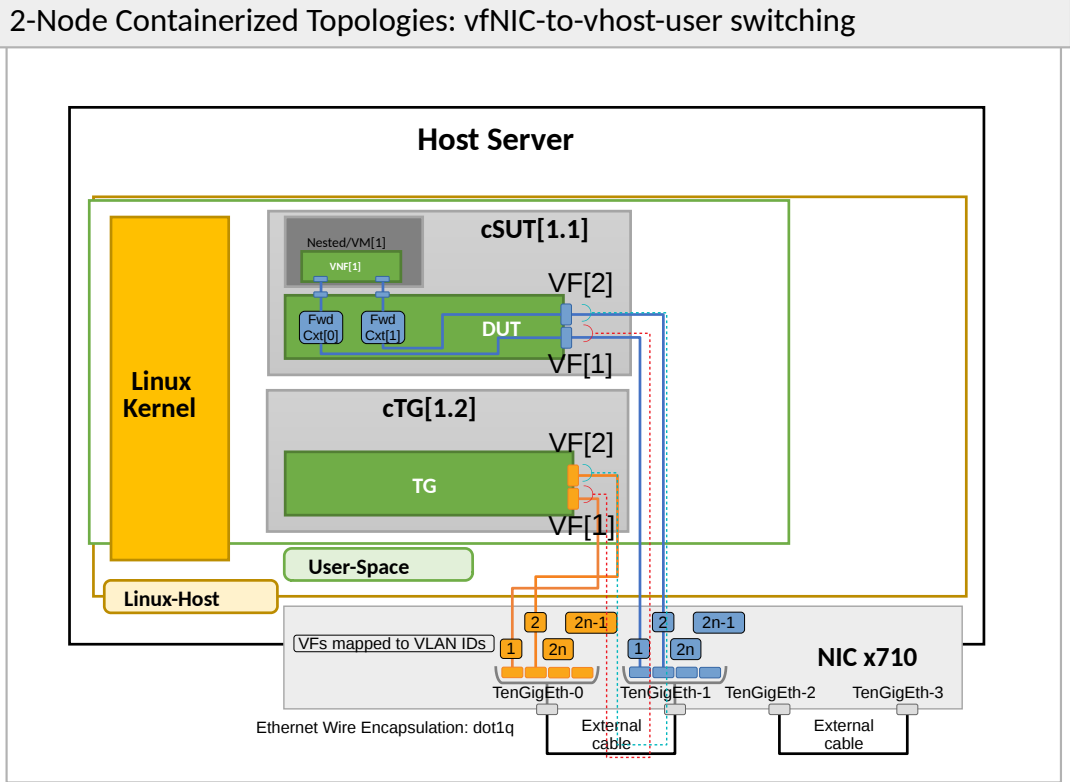 2-Node Containerized Topologies: vfNIC-to-vhost-user switching
Host Server
cSUT[1.1]
Nested/VM[1]
VNF[1]
VF[2]
Fwd
Cxt[0]
Fwd
Cxt[1]
DUT
VF[1]
Linux
Kernel
cTG[1.2]
VF[2]
TG
VF[1]
User-Space
Linux-Host
2
2n-1
2
2n-1
VFs mapped to VLAN IDs
1
2n
1
2n
NIC x710
TenGigEth-0
TenGigEth-1
TenGigEth-2
TenGigEth-3
Ethernet Wire Encapsulation: dot1q
External
cable
External
cable